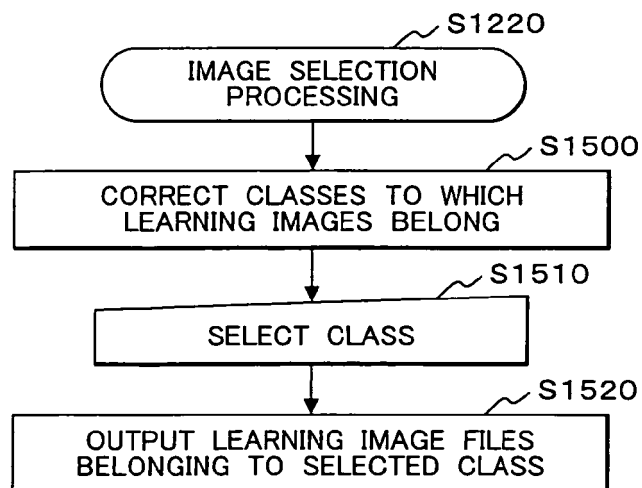 S1220
IMAGE SELECTION
PROCESSING
S1500
CORRECT CLASSES TO WHICH
LEARNING IMAGES BELONG
S1510
SELECT CLASS
S1520
OUTPUT LEARNING IMAGE FILES
BELONGING TO SELECTED CLASS